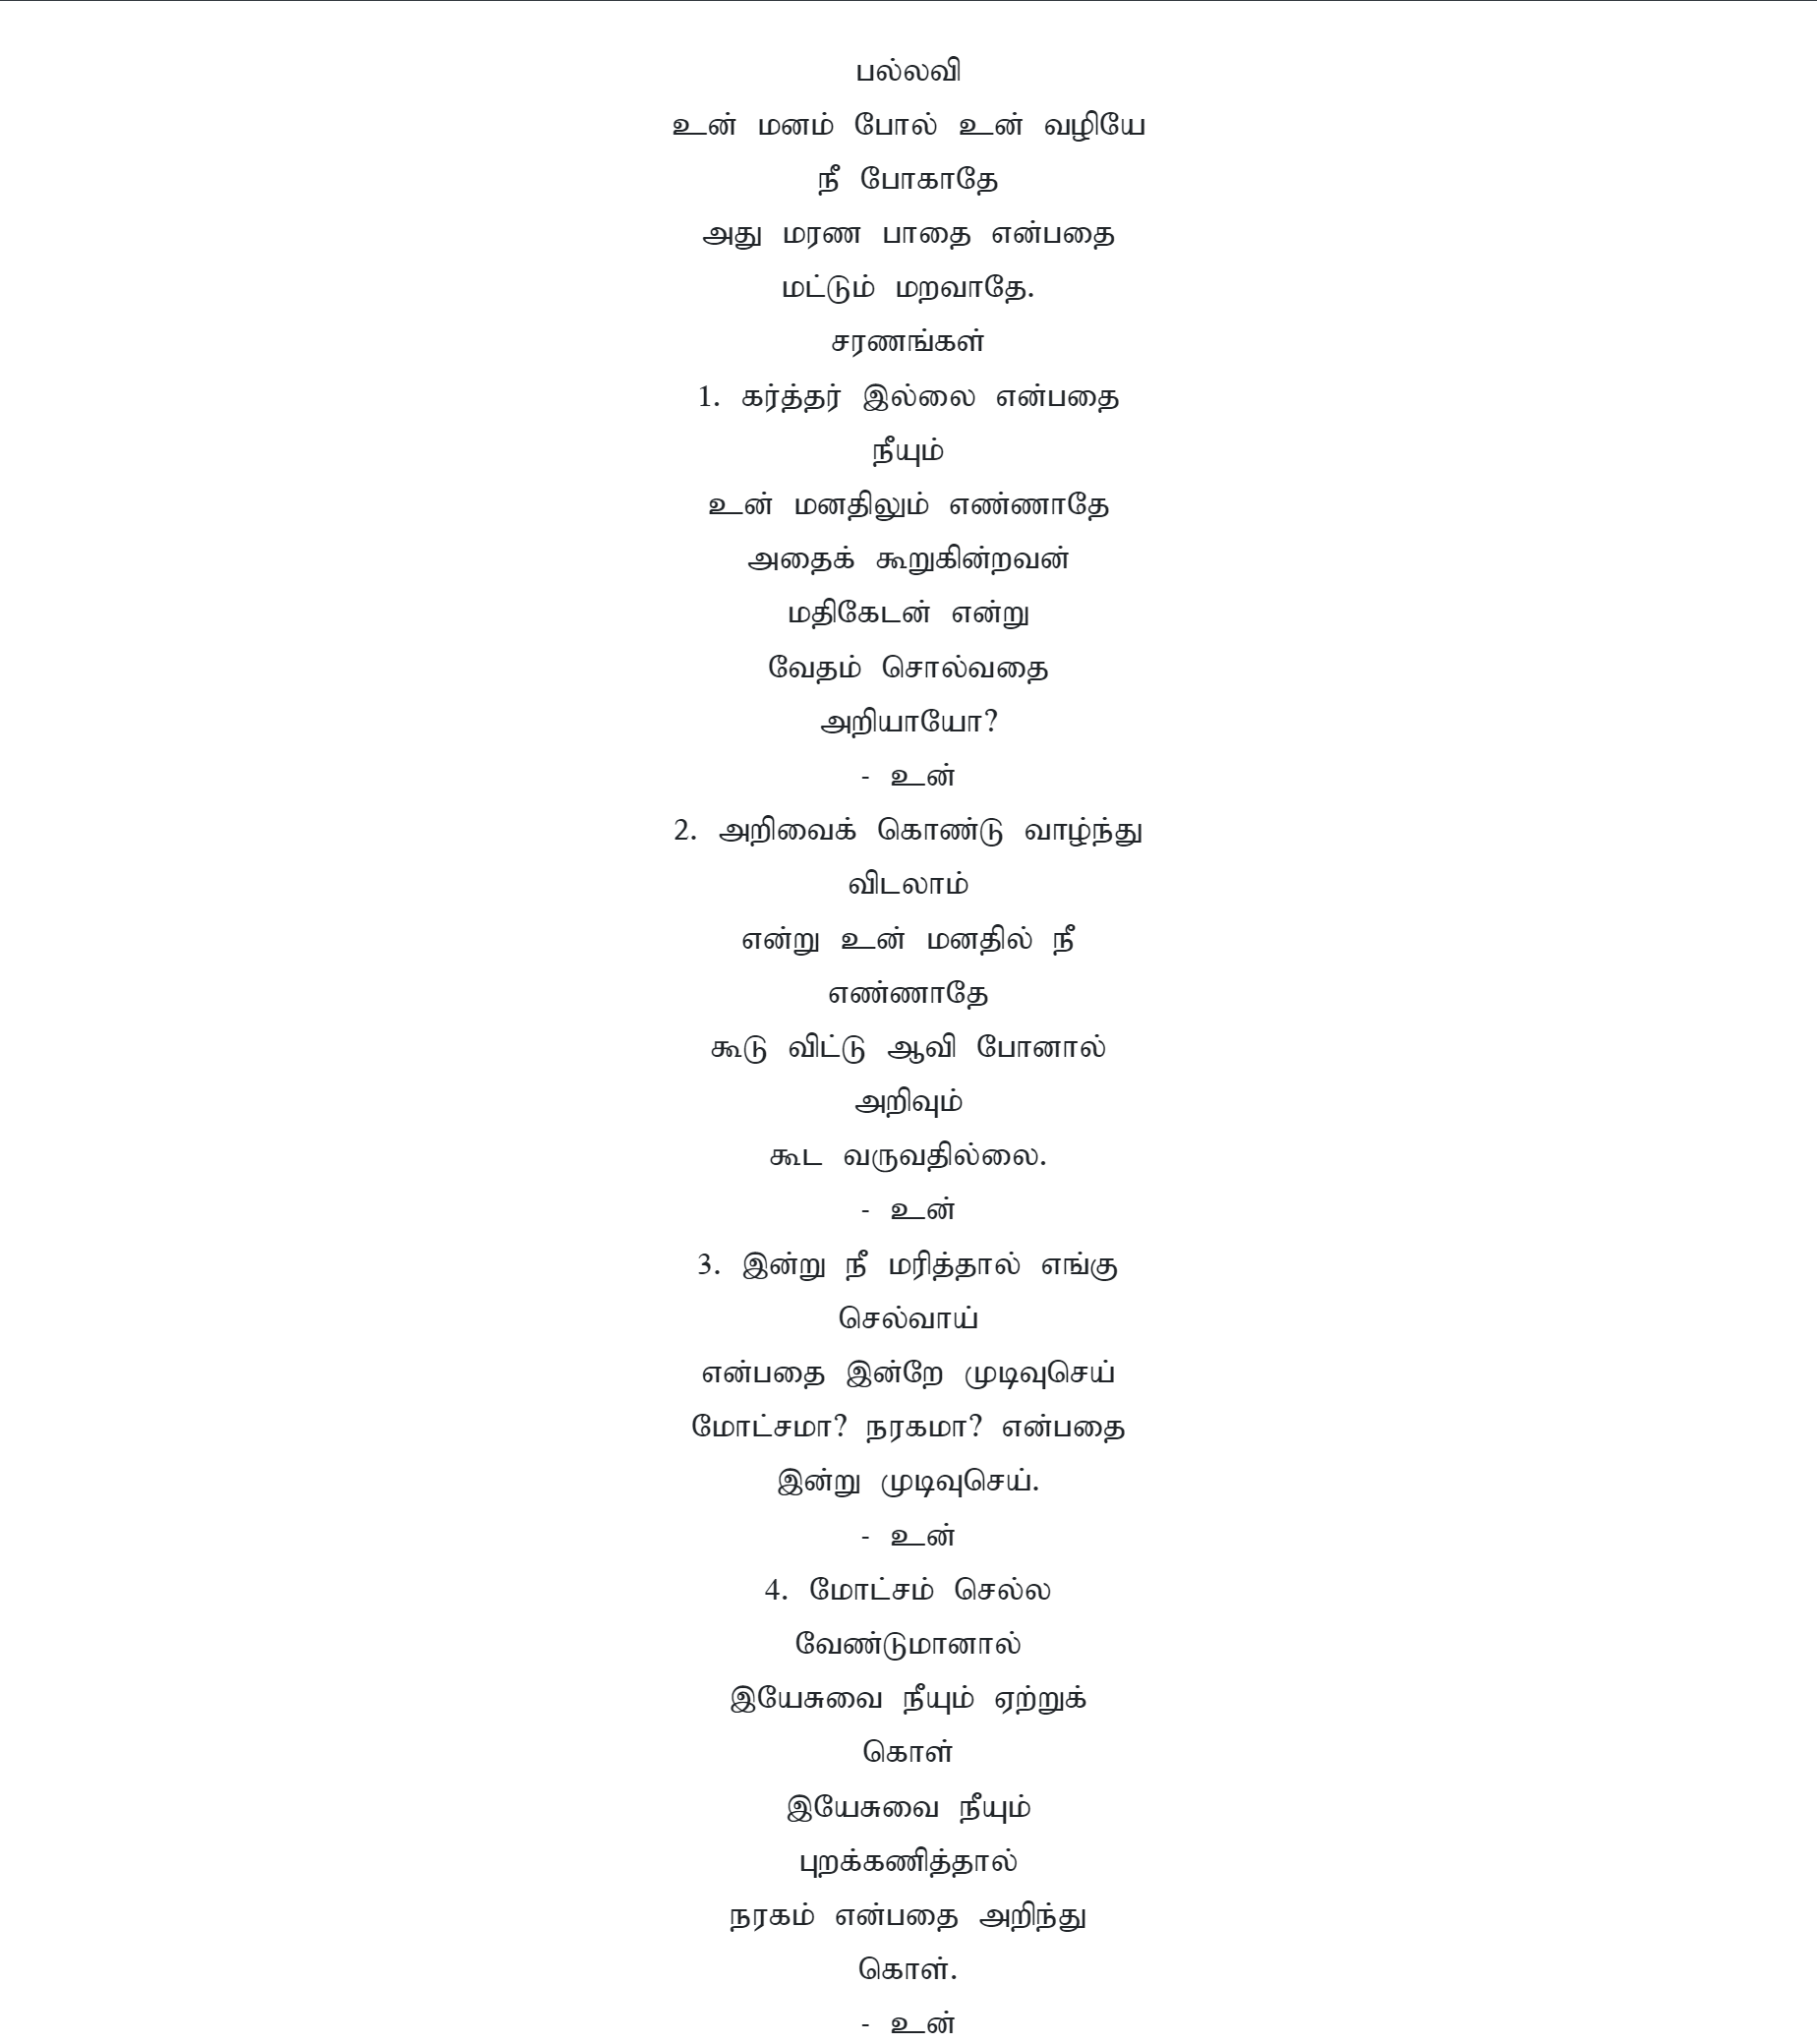 பல்லவி
உன் மனம் போல் உன் வழியே
நீ போகாதே
அது மரண பாதை என்பதை
மட்டும் மறவாதே.
சரணங்கள்
1. கர்த்தர் இல்லை என்பதை
நீயும்
உன் மனதிலும் எண்ணாதே
அதைக் கூறுகின்றவன்
மதிகேடன் என்று
வேதம் சொல்வதை
அறியாயோ?
- உன்
2. அறிவைக் கொண்டு வாழ்ந்து
விடலாம்
என்று உன் மனதில் நீ
எண்ணாதே
கூடு விட்டு ஆவி போனால்
அறிவும்
கூட வருவதில்லை.
- உன்
3. இன்று நீ மரித்தால் எங்கு
செல்வாய்
என்பதை இன்றே முடிவுசெய்
மோட்சமா? நரகமா? என்பதை
இன்று முடிவுசெய்.
- உன்
4. மோட்சம் செல்ல
வேண்டுமானால்
இயேசுவை நீயும் ஏற்றுக்
கொள்
இயேசுவை நீயும்
புறக்கணித்தால்
நரகம் என்பதை அறிந்து
கொள்.
- உன்